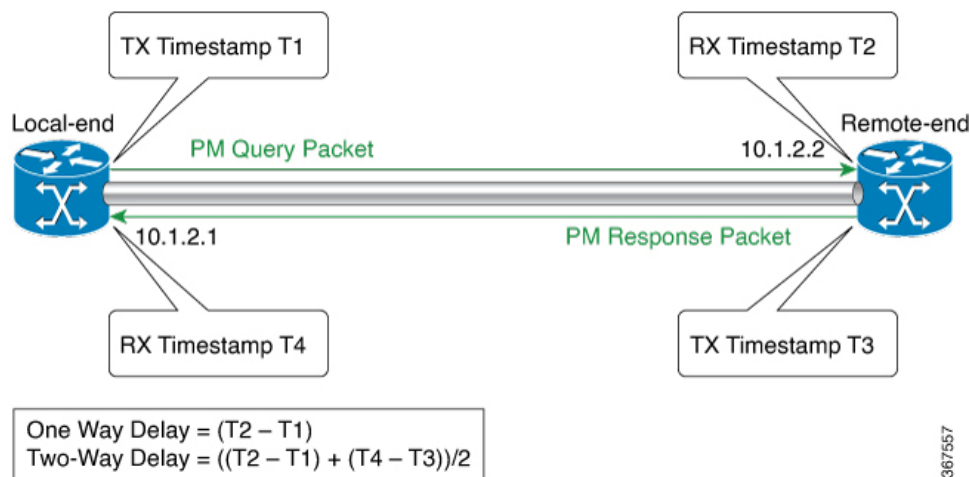 TX Timestamp T1
RX Timestamp T2
Local-end
Remote-end
PM Query Packet
10.1.2.2
10.1.2.1
PM Response Packet
RX Timestamp T4
TX Timestamp T3
One Way Delay = (T2 – T1)
Two-Way Delay = ((T2 – T1) + (T4 – T3))/2
367557